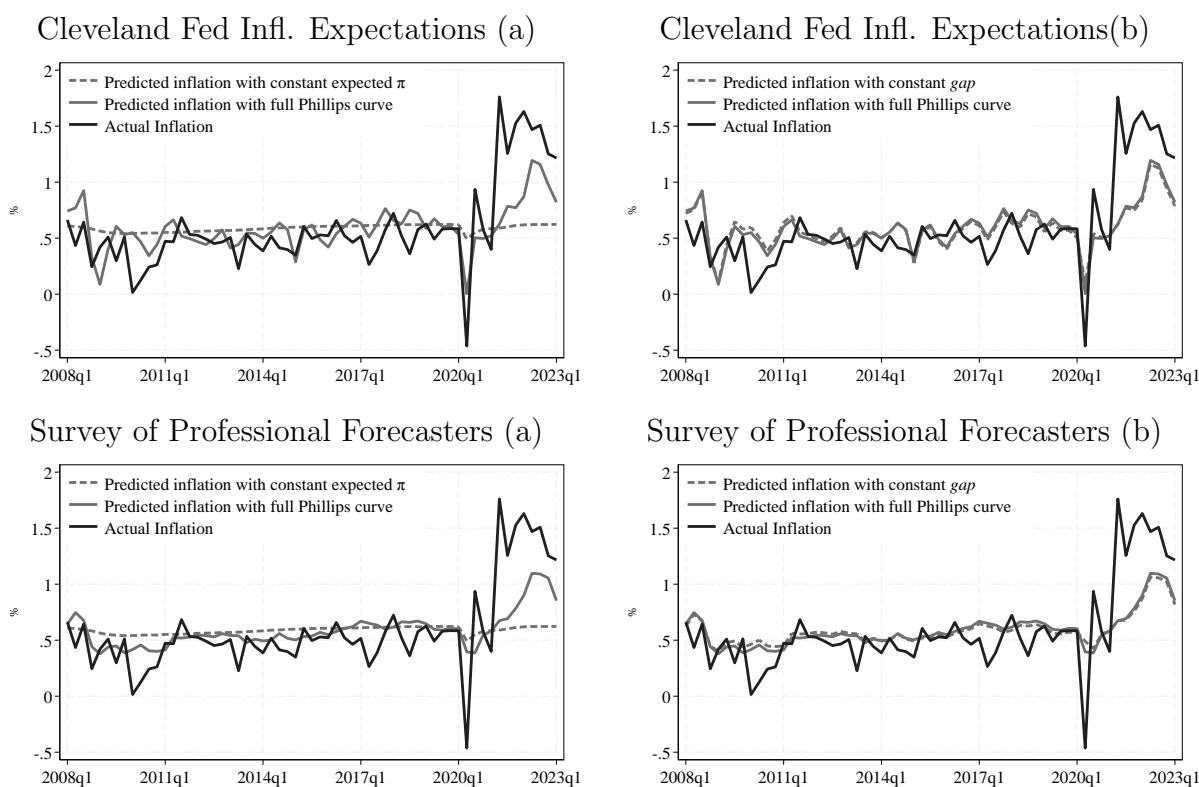 Cleveland Fed Infl. Expectations (a)
2
1.5
1
.5
0
-.5
%
Predicted inflation with constant expected π
Predicted inflation with full Phillips curve
Actual Inflation
2008q1 2011q1 2014q1 2017q1 2020q1 2023q1
Cleveland Fed Infl. Expectations(b)
2
1.5
1
.5
0
-.5
%
Predicted inflation with constant gap
Predicted inflation with full Phillips curve
Actual Inflation
2008q1 2011q1 2014q1 2017q1 2020q1 2023q1
Survey of Professional Forecasters (a)
2
1.5
1
.5
0
-.5
%
Predicted inflation with constant expected π
Predicted inflation with full Phillips curve
Actual Inflation
2008q1 2011q1 2014q1 2017q1 2020q1 2023q1
Survey of Professional Forecasters (b)
2
1.5
1
.5
0
-.5
%
Predicted inflation with constant gap
Predicted inflation with full Phillips curve
Actual Inflation
2008q1 2011q1 2014q1 2017q1 2020q1 2023q1